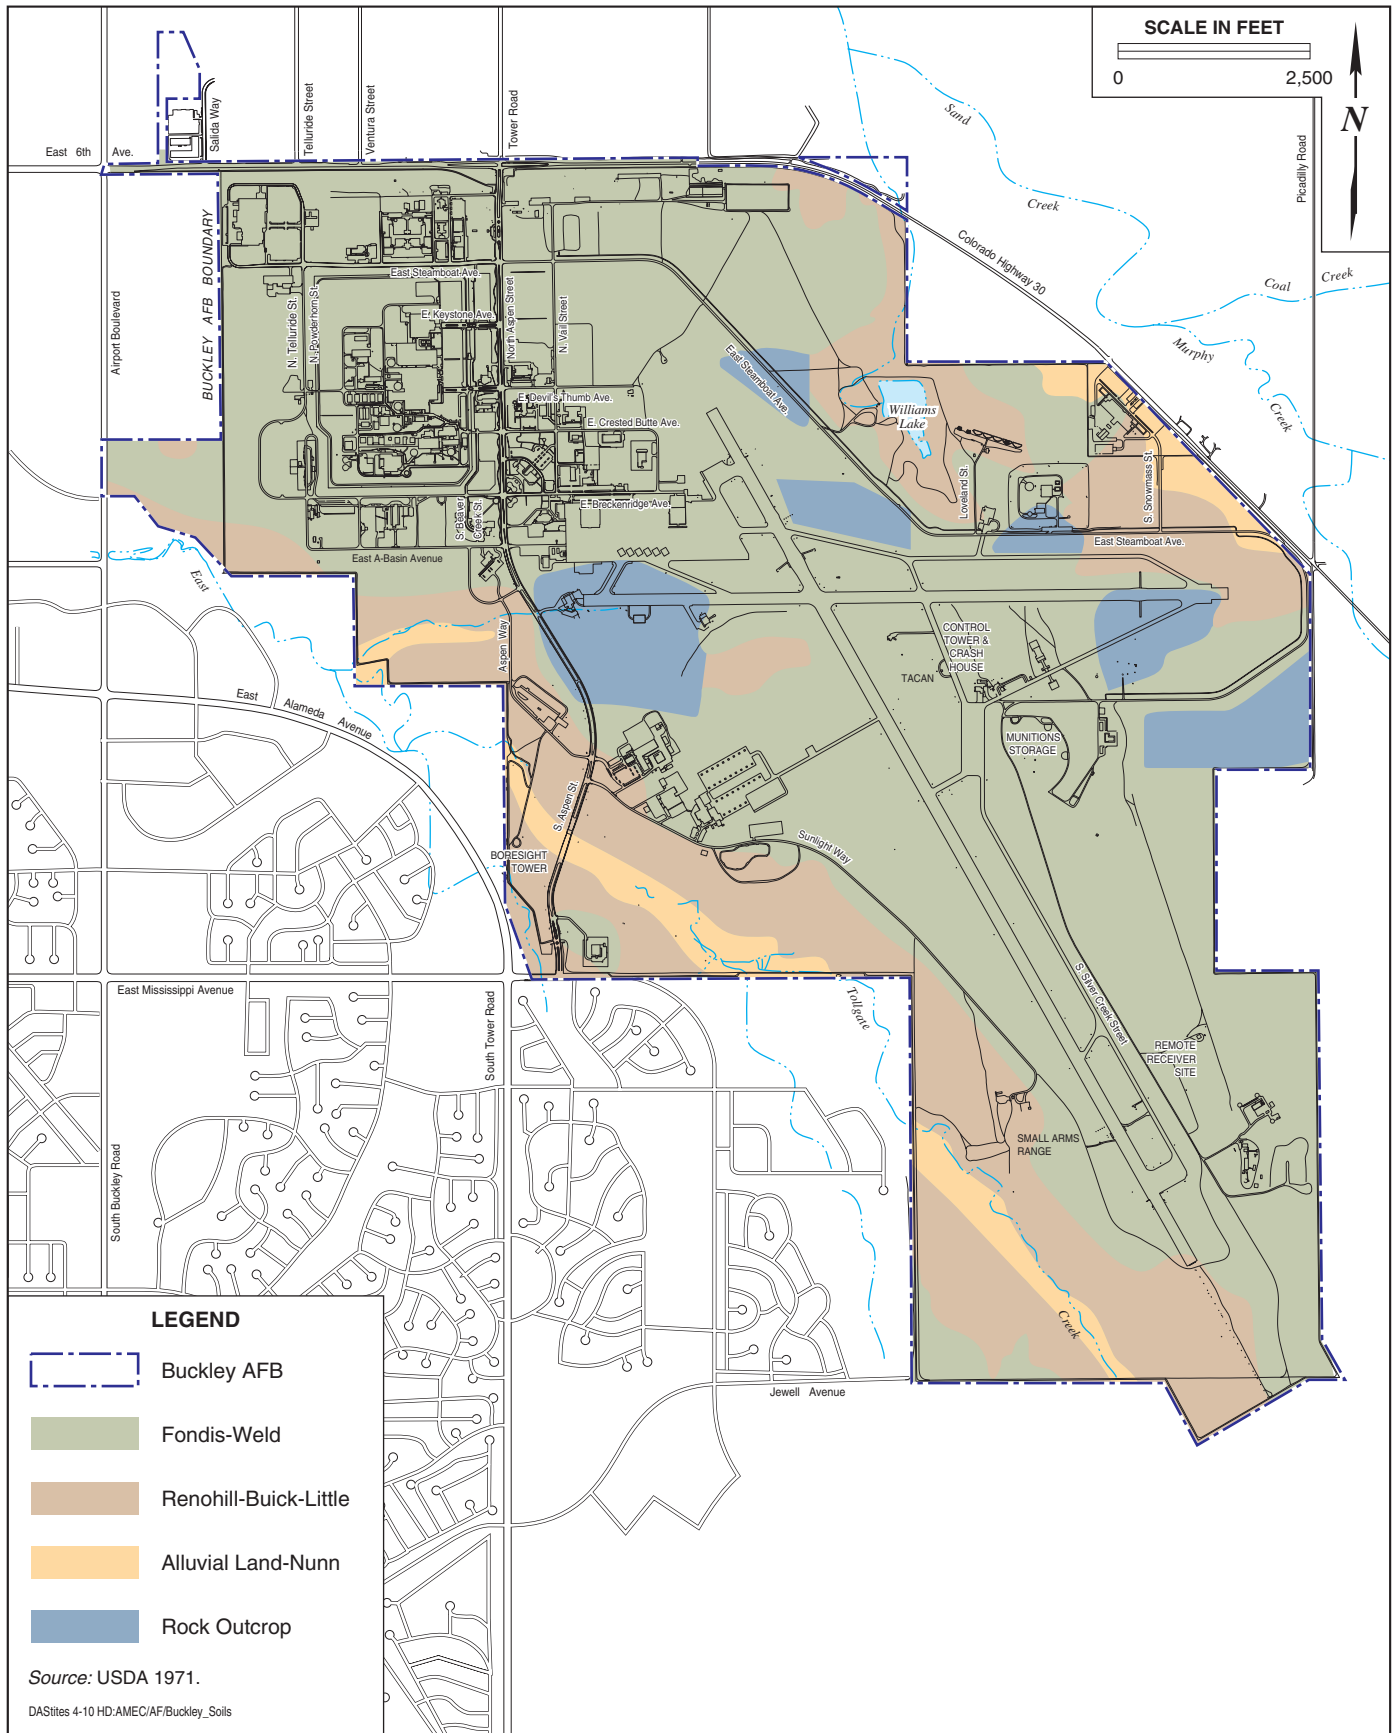 SCALE IN FEET
0 2,500
N
Sand
Creek
Coal Creek
Murphy
Creek
Picadilly Road
Colorado Highway 30
East 6th Ave.
Salida Way
Telluride Street
Ventura Street
Tower Road
Airport Boulevard
BUCKLEY AFB BOUNDARY
East Steamboat Ave.
N. Telluride St.
N. Powderhorn St.
E. Keystone Ave.
North Aspen Street
N. Vail Street
East Steamboat Ave.
E. Devil's Thumb Ave.
E. Crested Butte Ave.
Williams
Lake
Loveland St.
S. Snowmass St.
E. Breckenridge Ave.
S. Beaver
Creek St.
East Steamboat Ave.
East A-Basin Avenue
East
Aspen Way
CONTROL
TOWER &
CRASH
HOUSE
TACAN
East Alameda Avenue
MUNITIONS
STORAGE
S. Aspen St.
Sunlight Way
BORESIGHT
TOWER
East Mississippi Avenue
South Tower Road
Tollgate
S. Silver Creek Street
REMOTE
RECEIVER
SITE
SMALL ARMS
RANGE
South Buckley Road
Creek
Jewell Avenue
LEGEND
Buckley AFB
Fondis-Weld
Renohill-Buick-Little
Alluvial Land-Nunn
Rock Outcrop
Source: USDA 1971.
DAStites 4-10 HD:AMEC/AF/Buckley_Soils